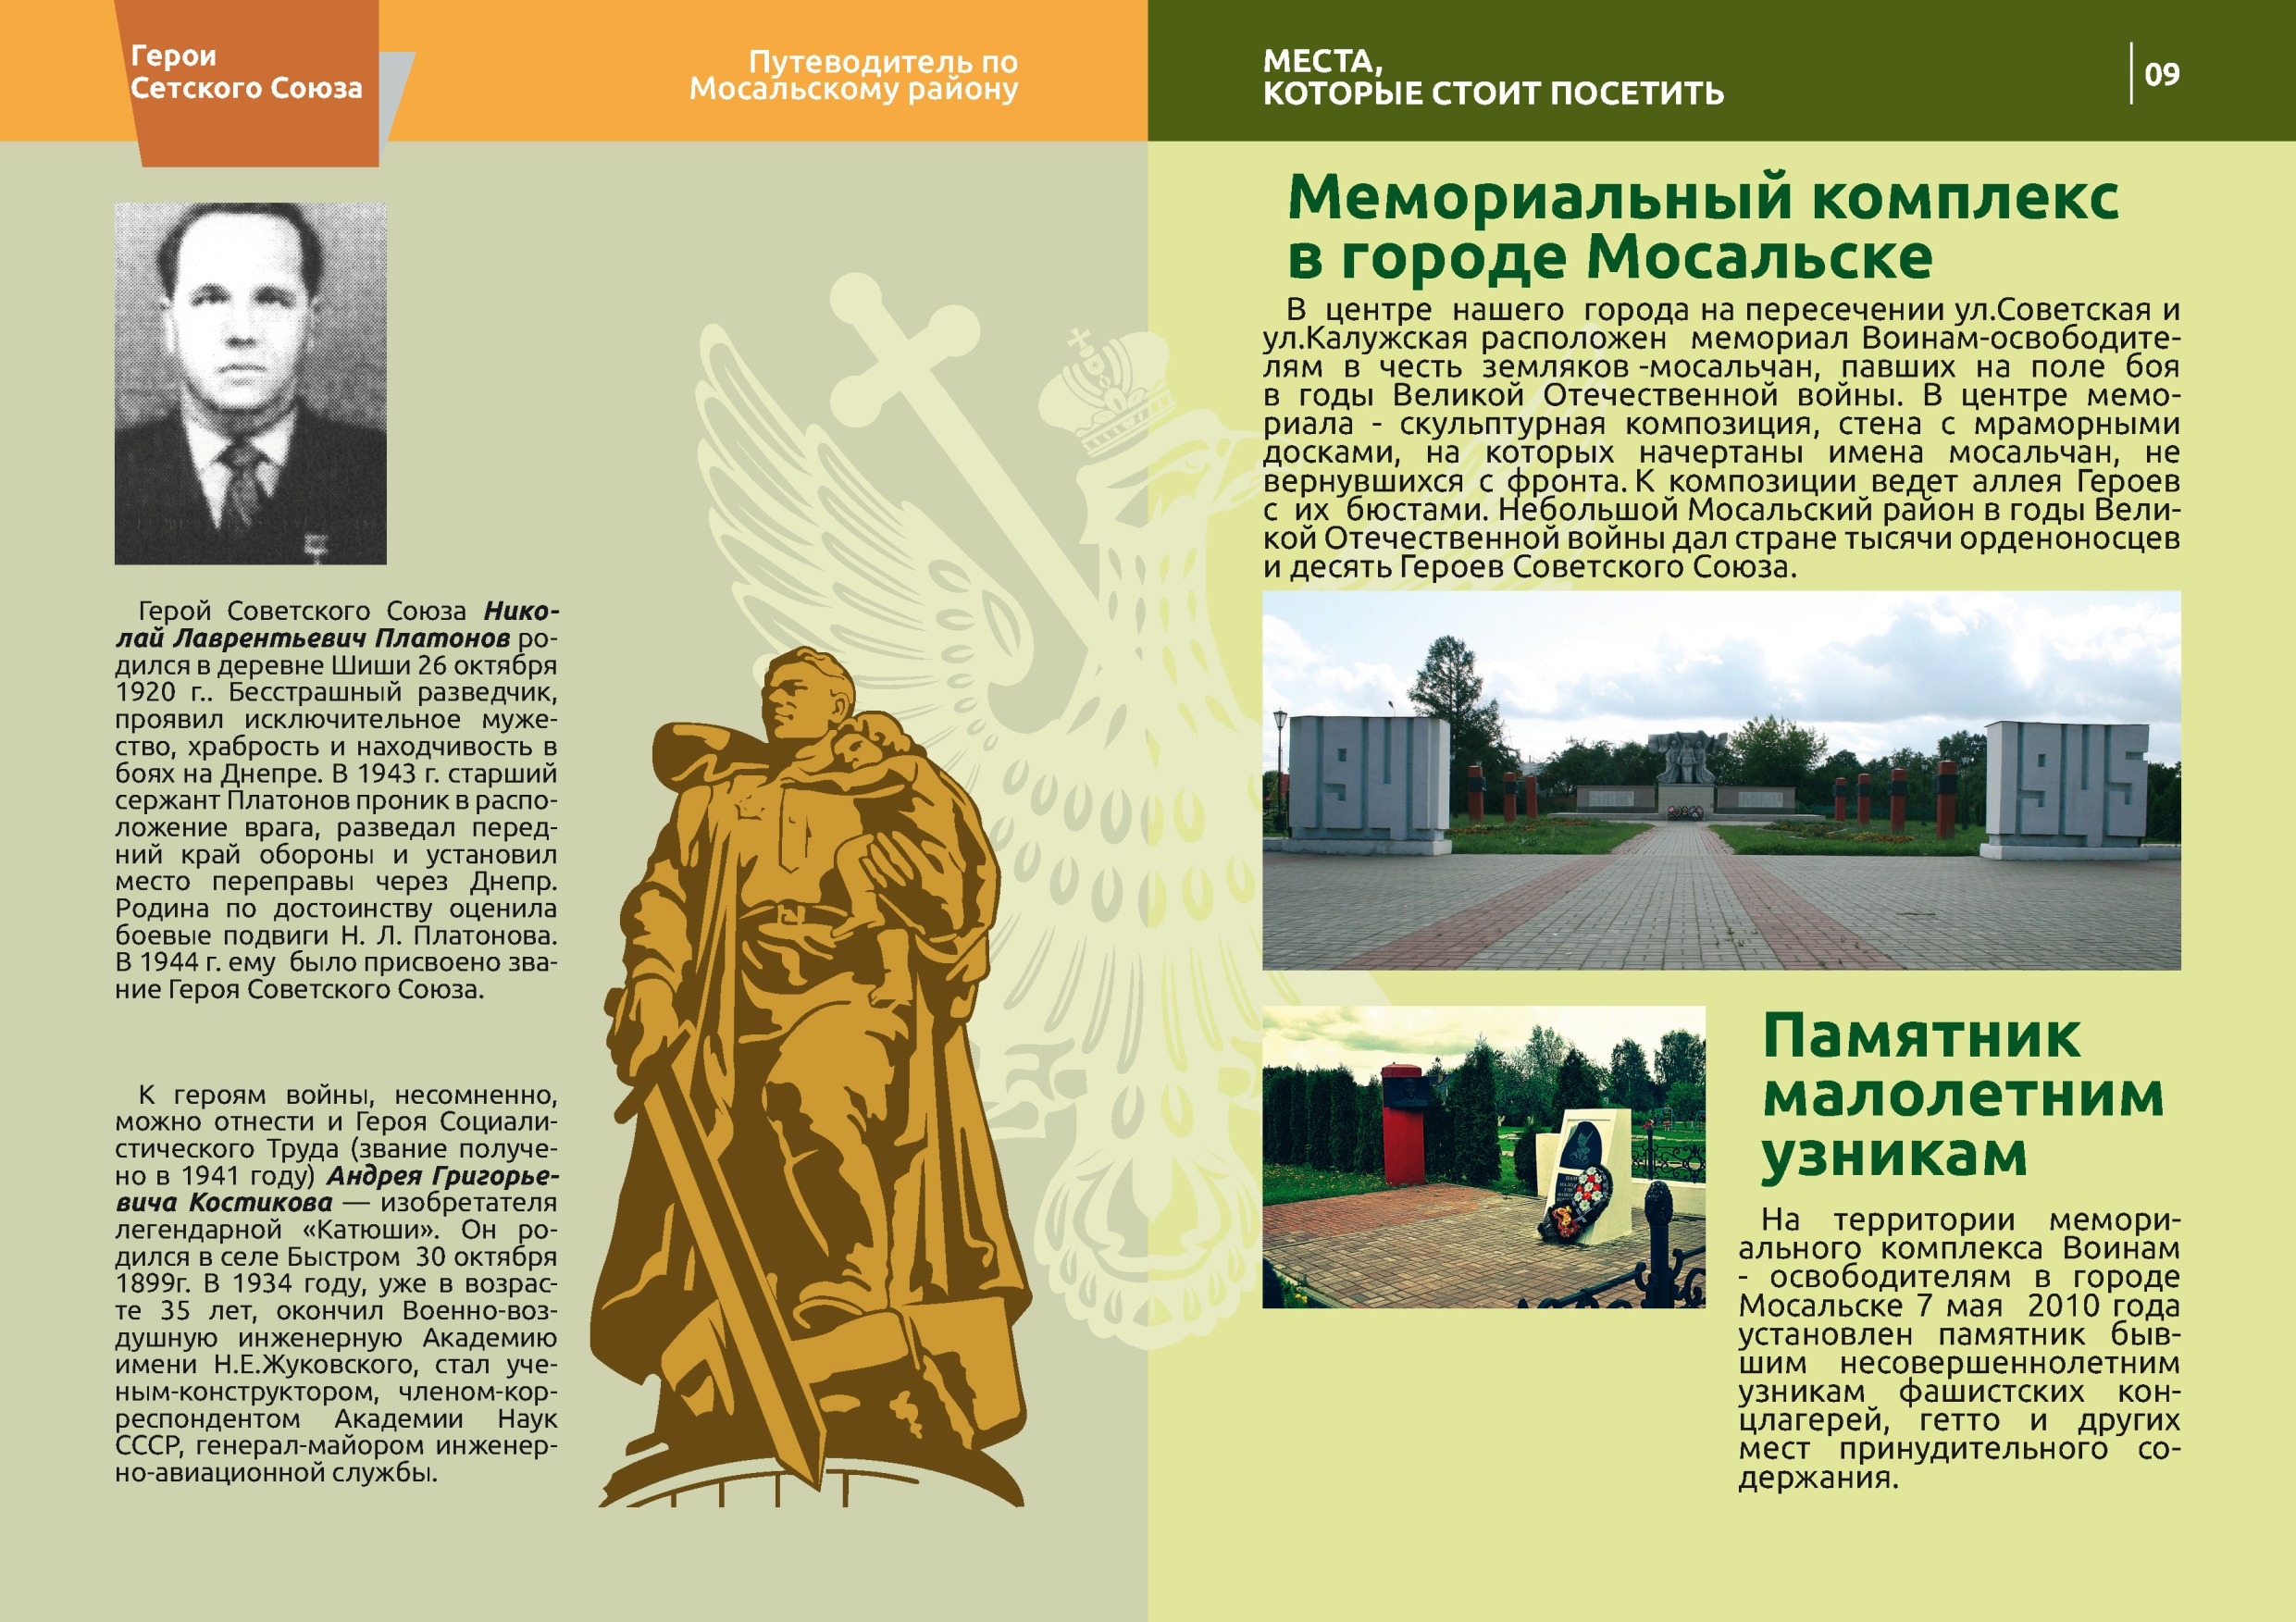 Герои
Сетского Союза
Путеводитель по
Мосальскому району
Герой Советского Союза Нико-
лай Лаврентьевич Платонов ро-
дился в деревне Шиши 26 октября
1920 г.. Бесстрашный разведчик,
проявил исключительное муже-
ство, храбрость и находчивость в
боях на Днепре. В 1943 г. старший
сержант Платонов проник в распо-
ложение врага, разведал перед-
ний край обороны и установил
место переправы через Днепр.
Родина по достоинству оценила
боевые подвиги Н. Л. Платонова.
В 1944 г. ему было присвоено зва-
ние Героя Советского Союза.
К героям войны, несомненно,
можно отнести и Героя Социали-
стического Труда (звание получе-
но в 1941 году) Андрея Григорье-
вича Костикова — изобретателя
легендарной «Катюши». Он ро-
дился в селе Быстром 30 октября
1899г. В 1934 году, уже в возрас-
те 35 лет, окончил Военно-воз-
душную инженерную Академию
имени Н.Е.Жуковского, стал уче-
ным-конструктором, членом-кор-
респондентом Академии Наук
СССР, генерал-майором инженер-
но-авиационной службы.
МЕСТА,
КОТОРЫЕ СТОИТ ПОСЕТИТЬ
09
Мемориальный комплекс
в городе Мосальске
В центре нашего города на пересечении ул.Советская и
ул.Калужская расположен мемориал Воинам-освободите-
лям в честь земляков -мосальчан, павших на поле боя
в годы Великой Отечественной войны. В центре мемо-
риала - скульптурная композиция, стена с мраморными
досками, на которых начертаны имена мосальчан, не
вернувшихся с фронта. К композиции ведет аллея Героев
с их бюстами. Небольшой Мосальский район в годы Вели-
кой Отечественной войны дал стране тысячи орденоносцев
и десять Героев Советского Союза.
1941
1945
Памятник
малолетним
узникам
На территории мемори-
ального комплекса Воинам
- освободителям в городе
Мосальске 7 мая 2010 года
установлен памятник быв-
шим несовершеннолетним
узникам фашистских кон-
цлагерей, гетто и других
мест принудительного со-
держания.